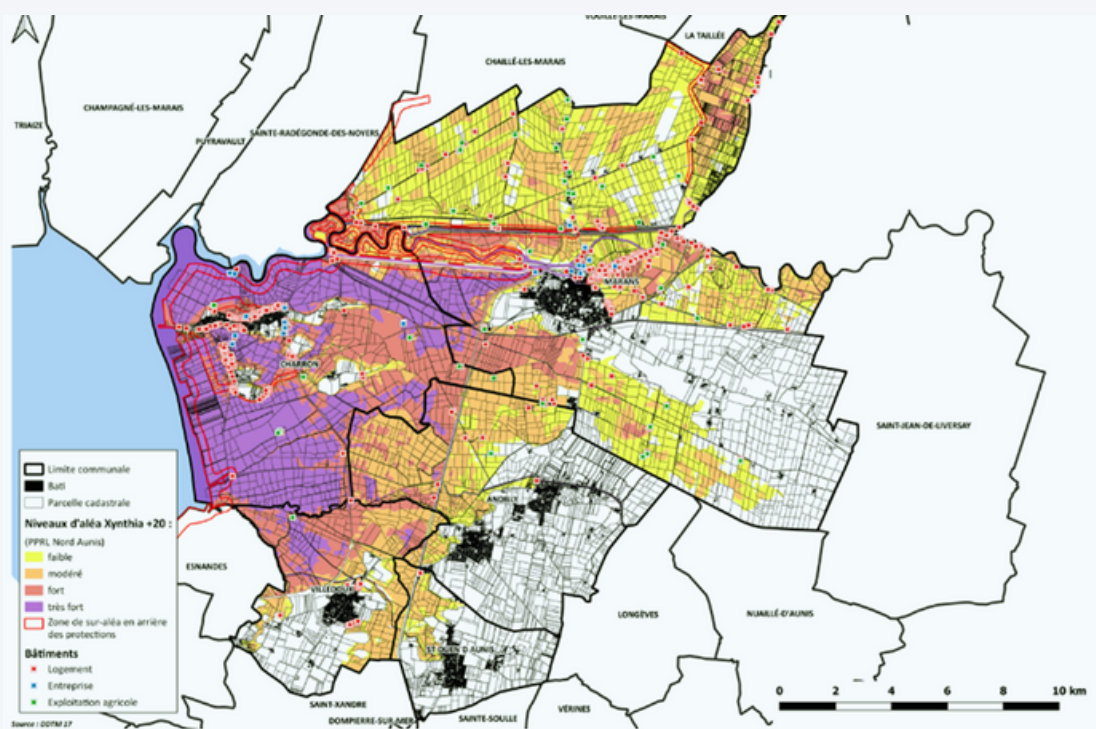 VOUILLE-LES-MARAIS
LA TAILLÉE
CHAILLÉ-LES-MARAIS
CHAMPAGNÉ-LES-MARAIS
TRIAIZE
PUYRAVAULT
SAINTE-RADÉGONDE-DES-NOYERS
MARANS
CHARRON
SAINT-JEAN-DE-LIVERSAY
ANDILLY
ESNANDES
VILLEDOUX
LONGÈVES
NUAILLÉ-D'AUNIS
ST OUEN D'AUNIS
SAINT-XANDRE
DOMPIERRE-SUR-MER
SAINTE-SOULLE
VÉRINES
Limite communale
Bati
Parcelle cadastrale
Niveaux d'aléa Xynthia +20 :
(PPRL Nord Aunis)
faible
modéré
fort
très fort
Zone de sur-aléa en arrière
des protections
Bâtiments
Logement
Entreprise
Exploitation agricole
Source : DDTM 17
0 2 4 6 8 10 km